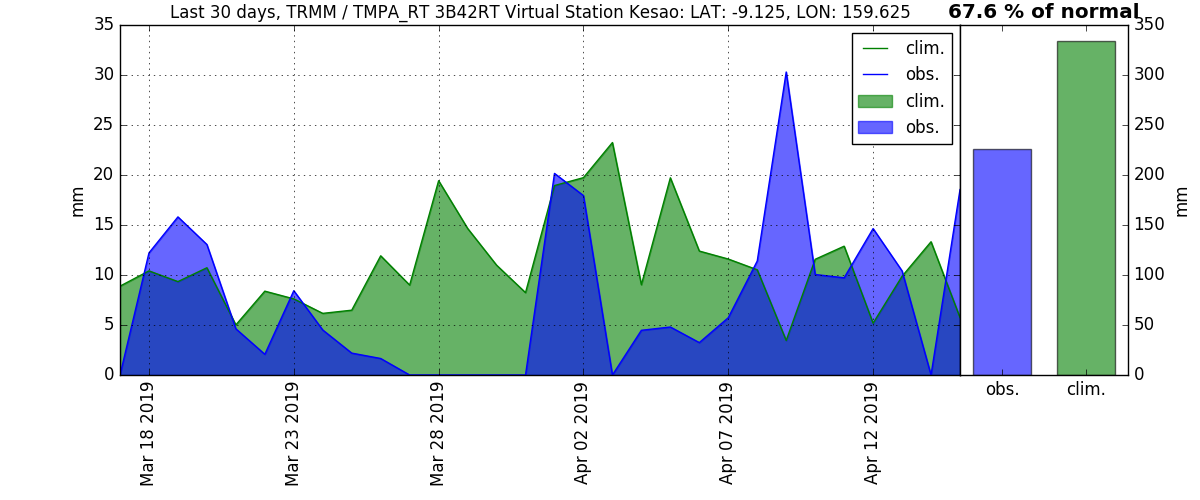 Last 30 days, TRMM / TMPA_RT 3B42RT Virtual Station Kesao: LAT: -9.125, LON: 159.625
67.6 % of normal
35
30
25
20
15
10
5
0
mm
clim.
obs.
clim.
obs.
Mar 18 2019
Mar 23 2019
Mar 28 2019
Apr 02 2019
Apr 07 2019
Apr 12 2019
350
300
250
200
150
100
50
0
mm
obs.
clim.